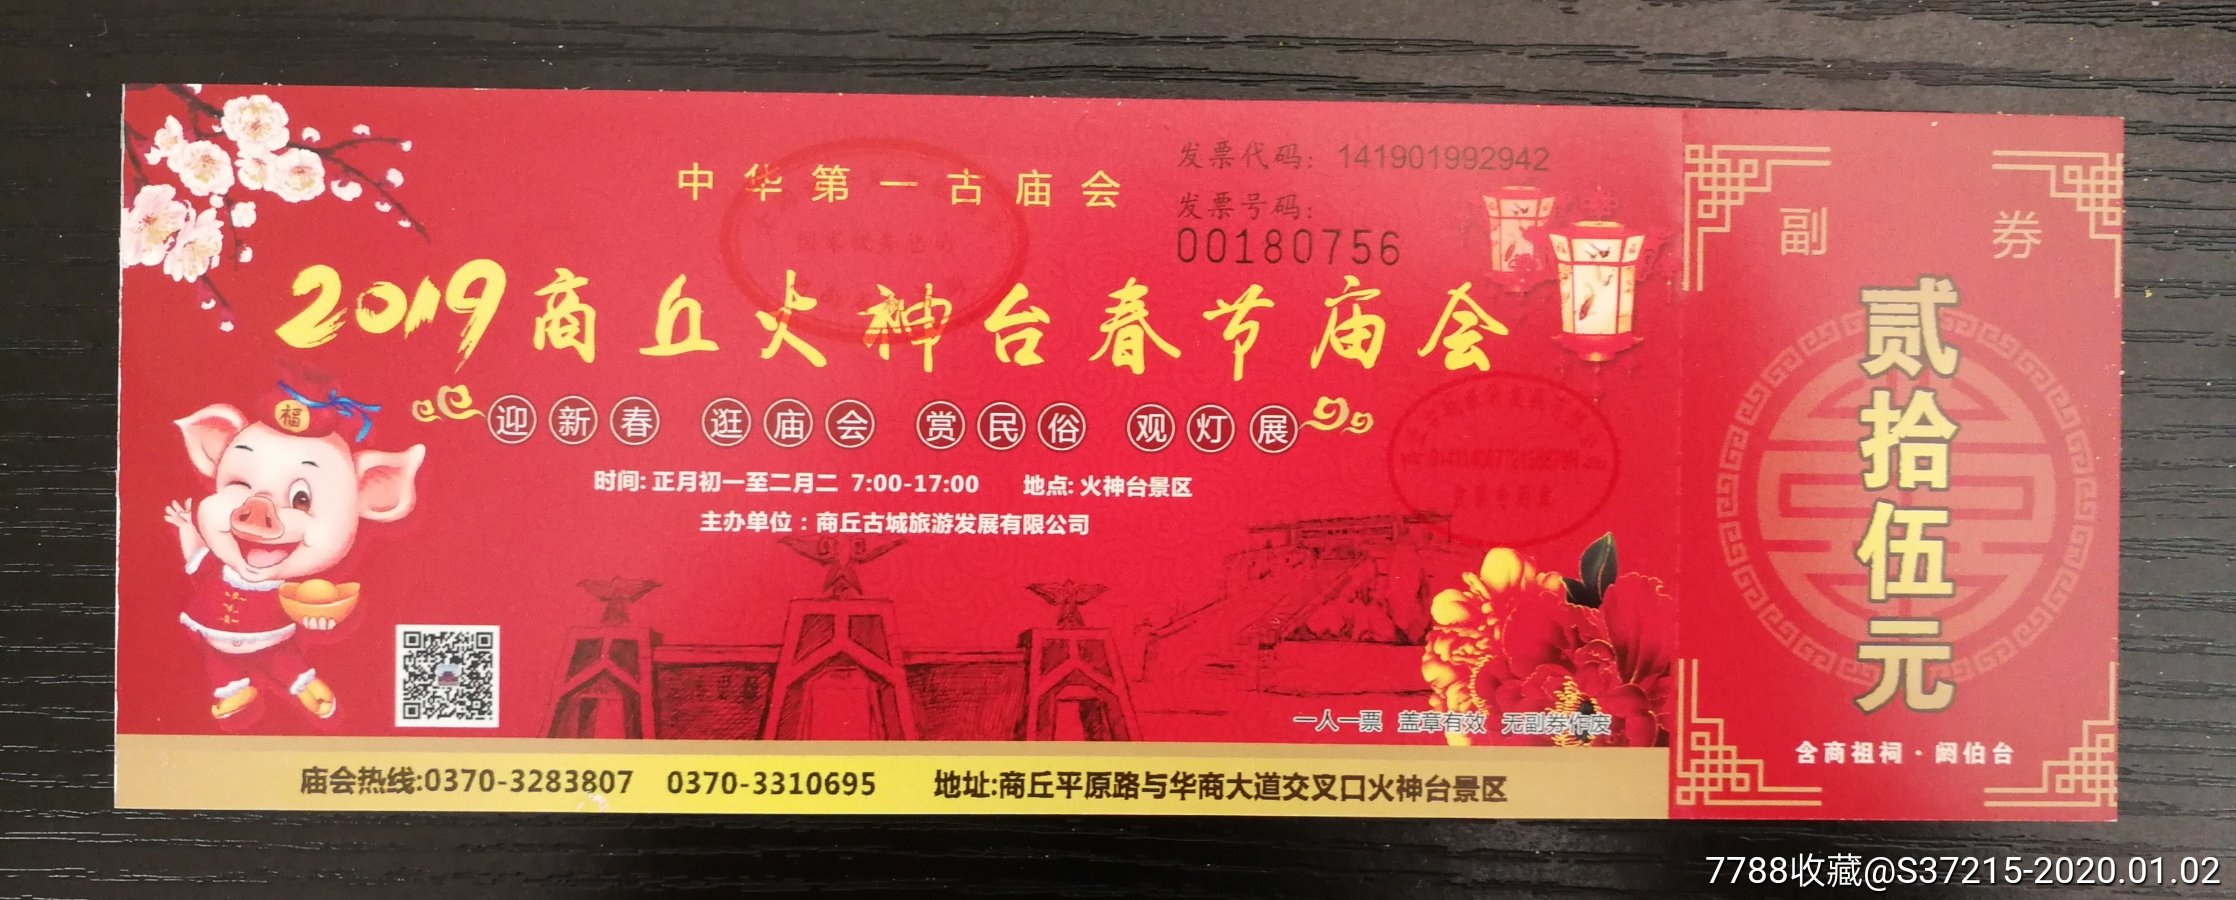 中华第一古庙会
发票代码：141901992942
发票号码：
00180756
2019商丘火神台春节庙会
迎新春 逛庙会 赏民俗 观灯展
时间: 正月初一至二月二 7:00-17:00 地点: 火神台景区
主办单位：商丘古城旅游发展有限公司
福
一人一票 盖章有效 无副券作废
庙会热线:0370-3283807 0370-3310695 地址:商丘平原路与华商大道交叉口火神台景区
副券
贰拾伍元
含商祖祠·阏伯台
7788收藏@S37215-2020.01.02